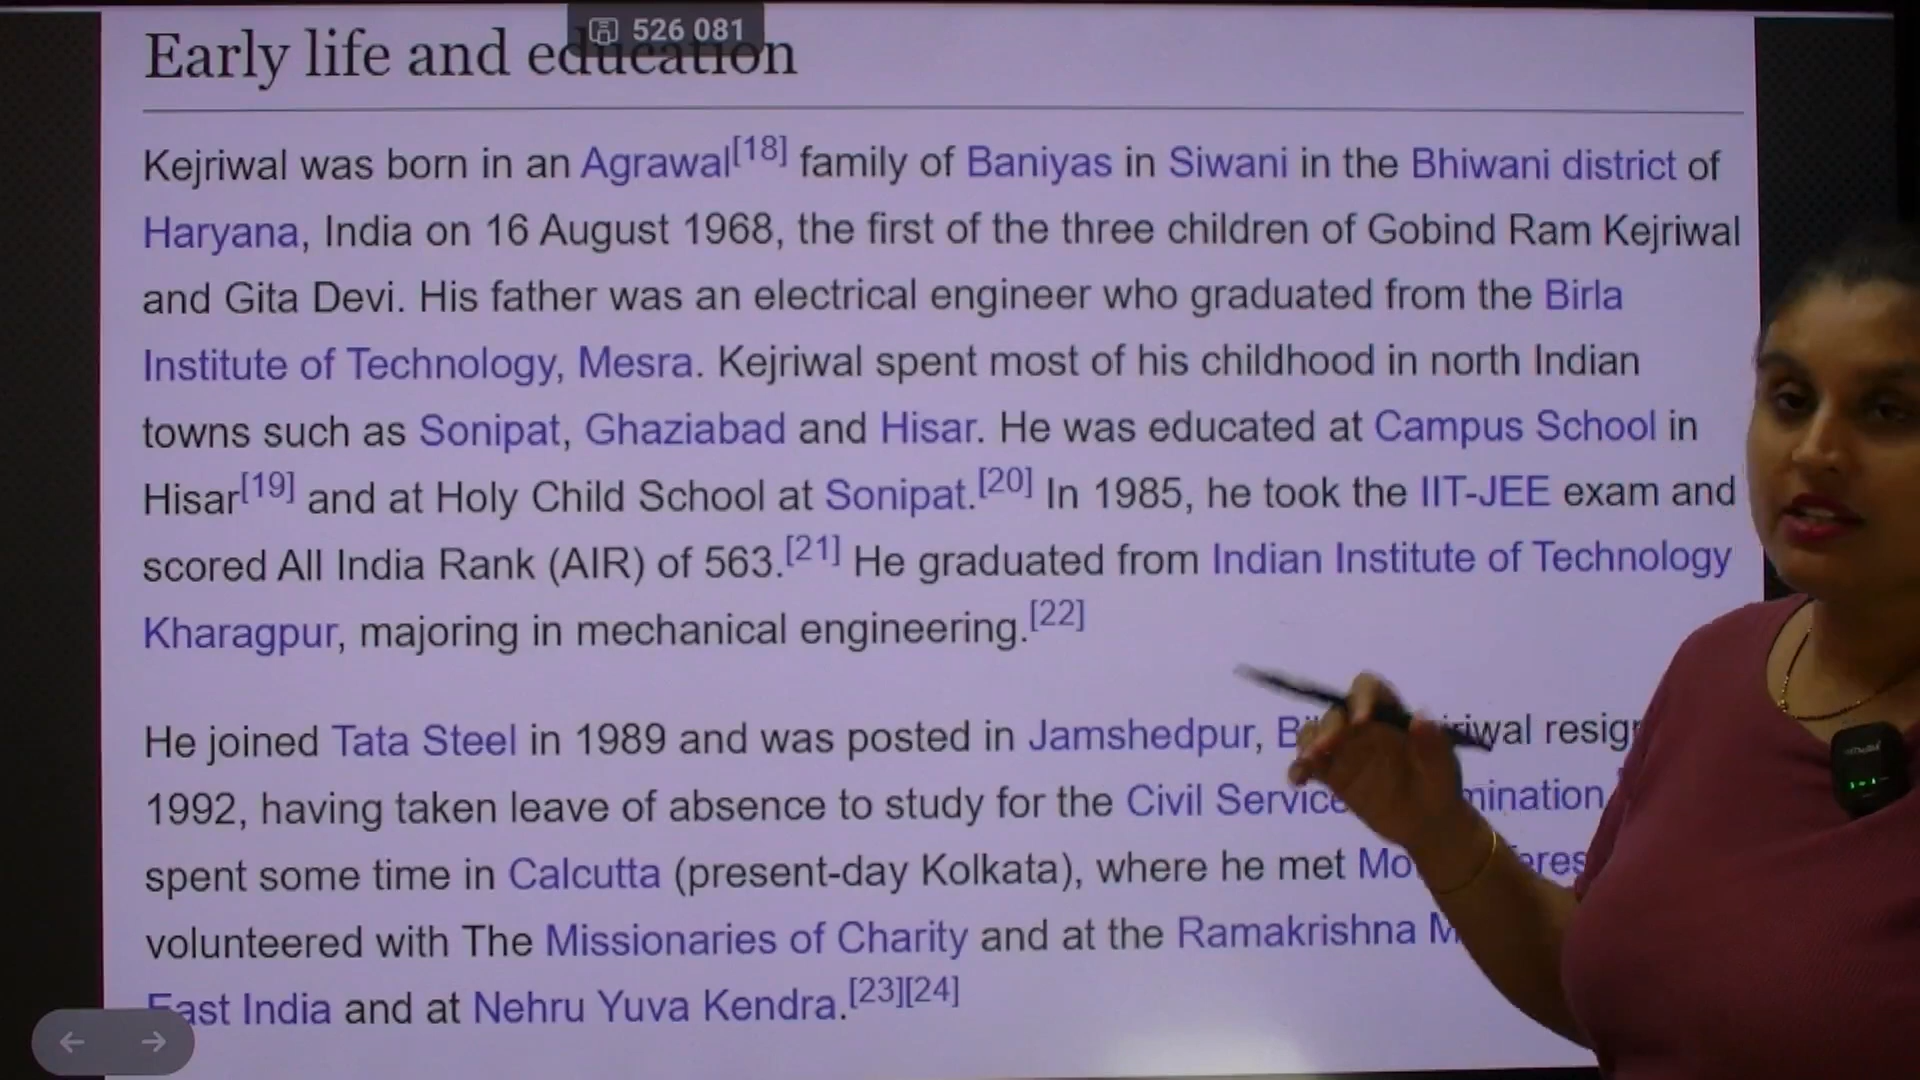 526 081
Early life and education
Kejriwal was born in an Agrawal[18] family of Baniyas in Siwani in the Bhiwani district of
Haryana, India on 16 August 1968, the first of the three children of Gobind Ram Kejriwal
and Gita Devi. His father was an electrical engineer who graduated from the Birla
Institute of Technology, Mesra. Kejriwal spent most of his childhood in north Indian
towns such as Sonipat, Ghaziabad and Hisar. He was educated at Campus School in
Hisar[19] and at Holy Child School at Sonipat.[20] In 1985, he took the IIT-JEE exam and
scored All India Rank (AIR) of 563.[21] He graduated from Indian Institute of Technology
Kharagpur, majoring in mechanical engineering.[22]
He joined Tata Steel in 1989 and was posted in Jamshedpur,
1992, having taken leave of absence to study for the Civil
spent some time in Calcutta (present-day Kolkata), where he met
volunteered with The Missionaries of Charity and at the Ramakrishna
East India and at Nehru Yuva Kendra.[23][24]